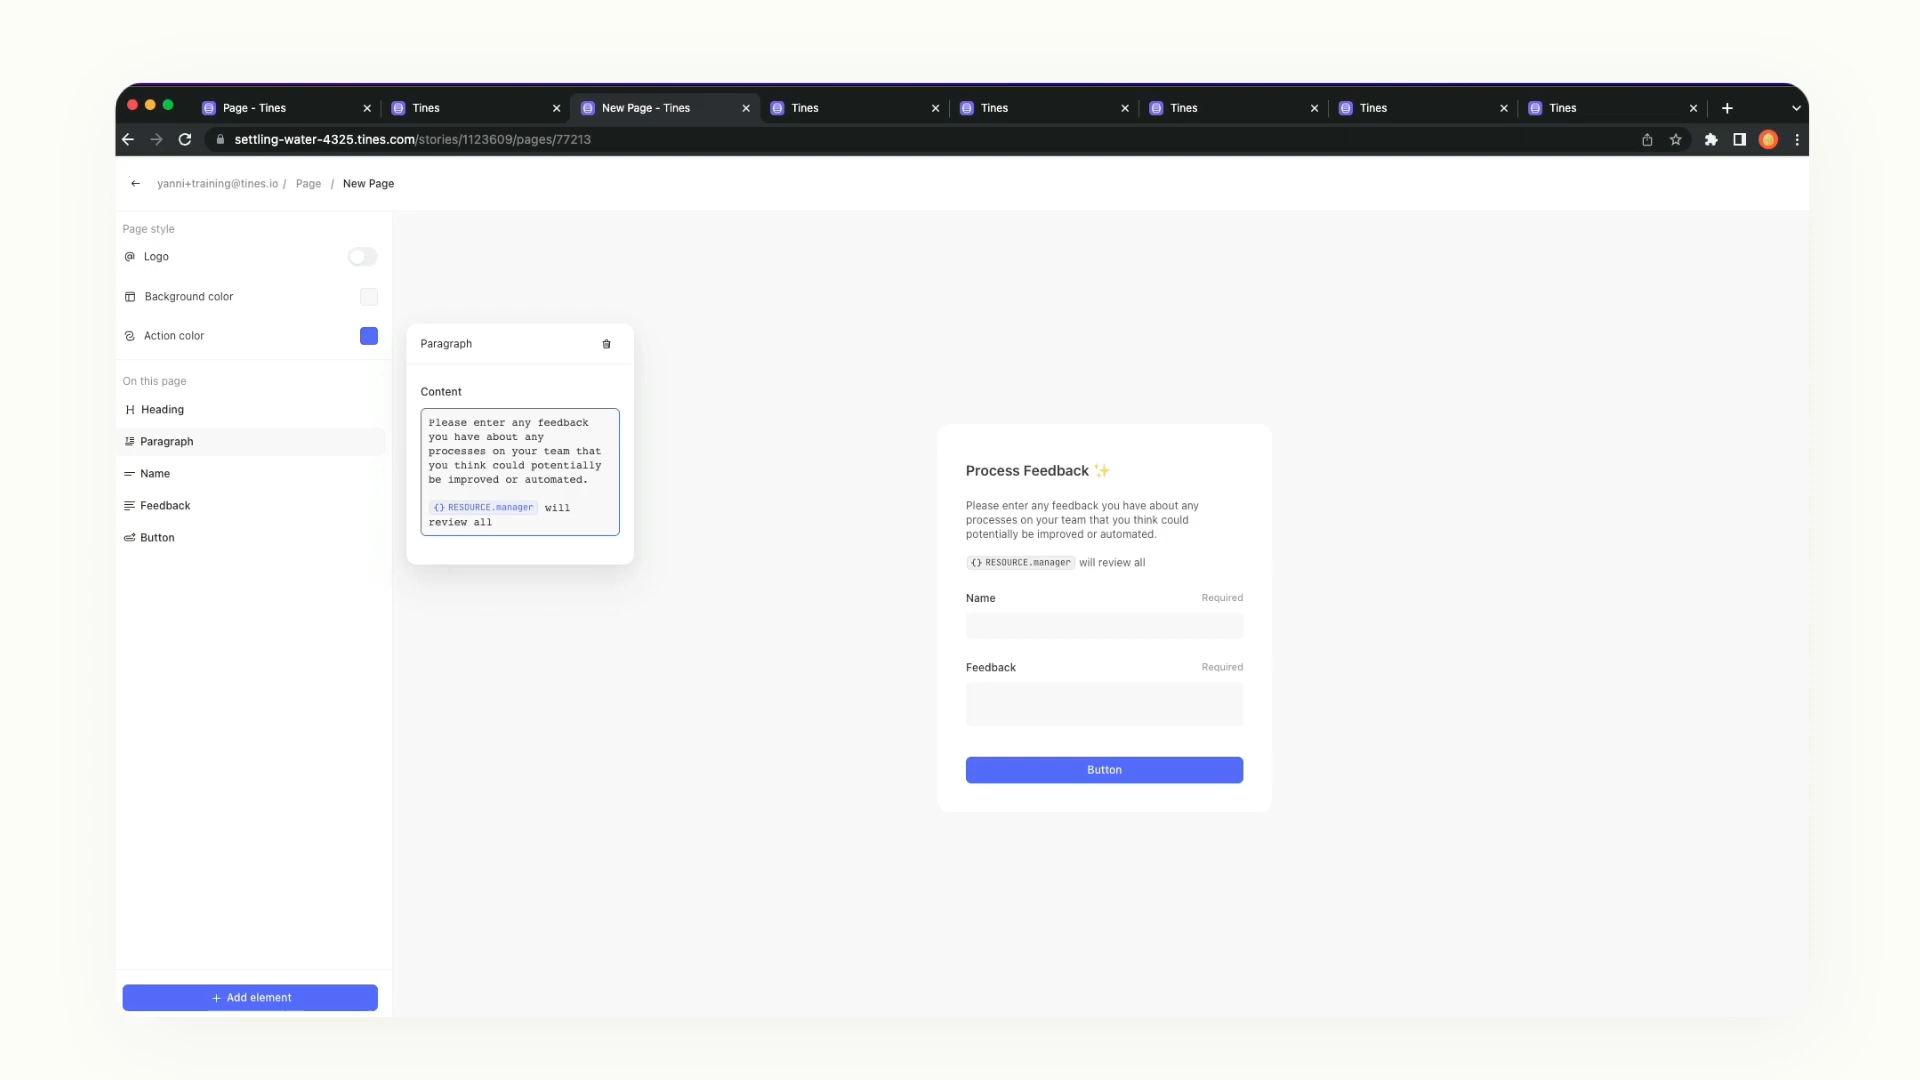 Page - Tines
Tines
New Page - Tines
Tines
Tines
Tines
Tines
Tines
settling-water-4325.tines.com/stories/1123609/pages/77213
yanni+training@tines.io / Page / New Page
Page style
Logo
Background color
Action color
On this page
Heading
Paragraph
Name
Feedback
Button
Add element
Paragraph
Content
Please enter any feedback
you have about any
processes on your team that
you think could potentially
be improved or automated.
{} RESOURCE.manager will
review all
Process Feedback ✨
Please enter any feedback you have about any
processes on your team that you think could
potentially be improved or automated.
{} RESOURCE.manager will review all
Name Required
Feedback Required
Button